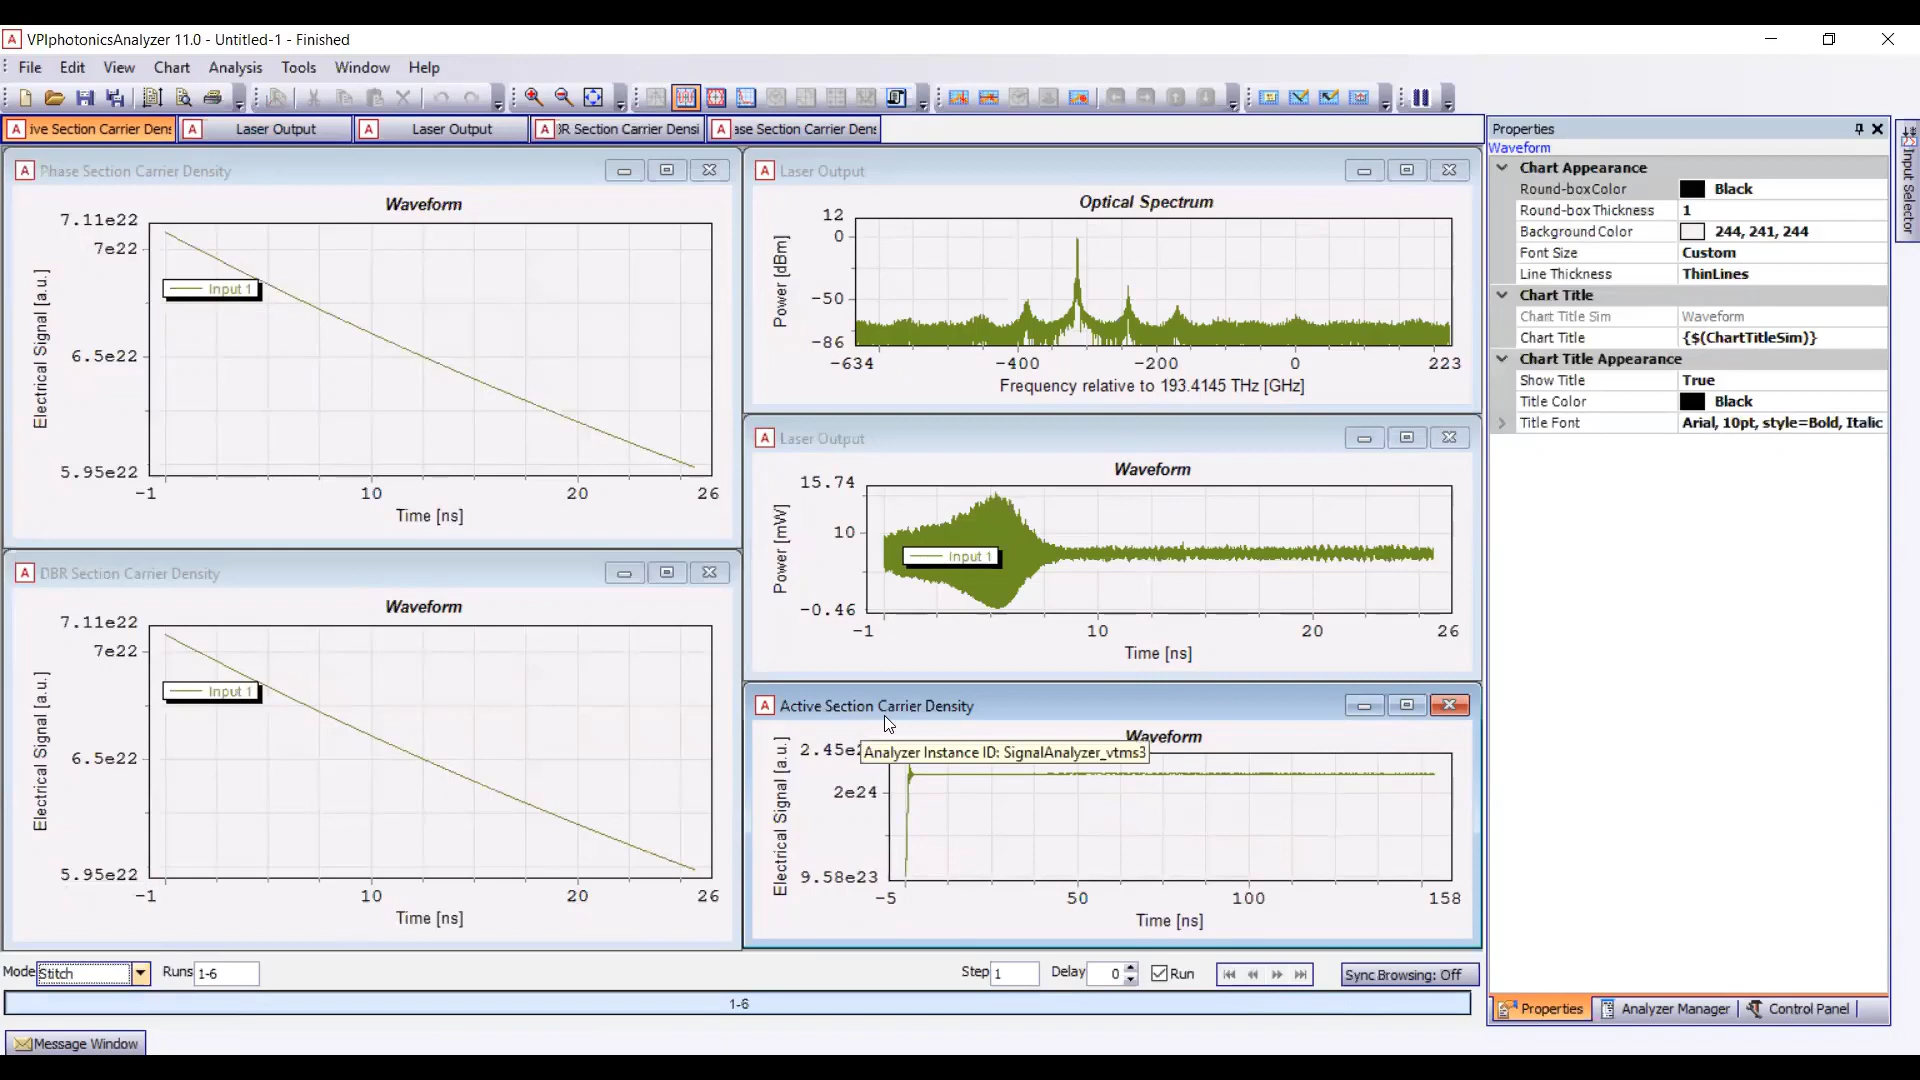 VPIphotonicsAnalyzer 11.0 - Untitled-1 - Finished
File Edit View Chart Analysis Tools Window Help
ive Section Carrier Dens Laser Output Laser Output BR Section Carrier Densi ase Section Carrier Dens
Phase Section Carrier Density
Waveform
7.11e22
7e22
6.5e22
5.95e22
Electrical Signal [a.u.]
Input 1
-1 10 20 26
Time [ns]
DBR Section Carrier Density
Waveform
7.11e22
7e22
6.5e22
5.95e22
Electrical Signal [a.u.]
Input 1
-1 10 20 26
Time [ns]
Laser Output
Optical Spectrum
12
0
-50
-86
Power [dBm]
-634 -400 -200 0 223
Frequency relative to 193.4145 THz [GHz]
Laser Output
Waveform
15.74
10
-0.46
Power [mW]
Input 1
-1 10 20 26
Time [ns]
Active Section Carrier Density
Waveform
Analyzer Instance ID: SignalAnalyzer_vtms3
2.45e2
2e24
9.58e23
Electrical Signal [a.u.]
-5 50 100 158
Time [ns]
Mode Stitch Runs 1-6 Step 1 Delay 0 Run Sync Browsing: Off
1-6
Message Window
Properties
Waveform
Chart Appearance
Round-boxColor Black
Round-boxThickness 1
Background Color 244, 241, 244
Font Size Custom
Line Thickness ThinLines
Chart Title
Chart Title Sim Waveform
Chart Title {$(ChartTitleSim)}
Chart Title Appearance
Show Title True
Title Color Black
Title Font Arial, 10pt, style=Bold, Italic
Properties Analyzer Manager Control Panel
Input Selector